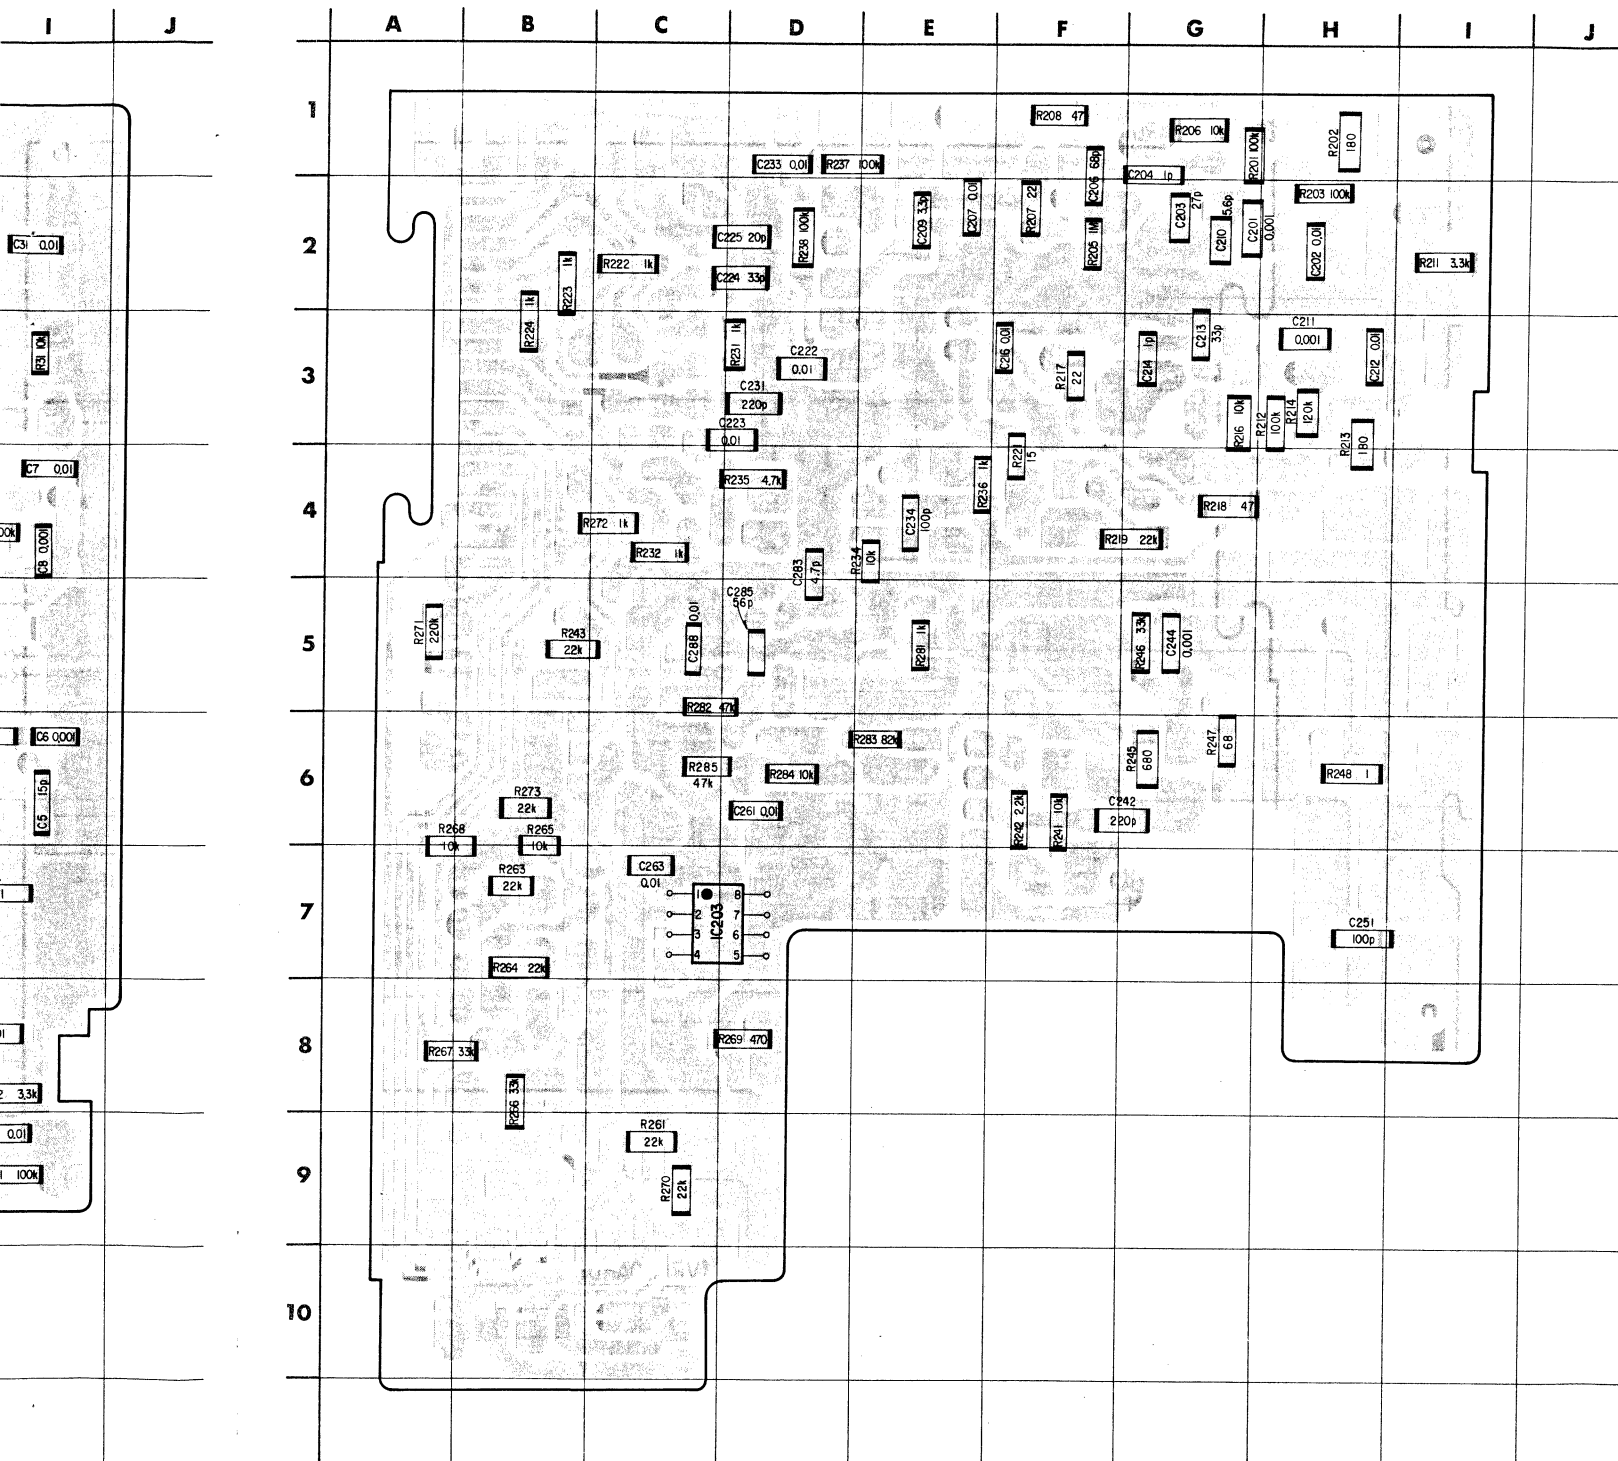 I J A B C D E F G H I J
1
R208 47
R206 10k
R201 100k
R202 180
C233 0.01
R237 100k
C206 68p
C204 1p
R203 100k
2
C31 0.01
C209 3.3p
C207 0.01
R207 22
R205 1M
C203 27p
C210 5.6p
C201 0.001
C202 0.01
C225 20p
R238 100k
R222 1k
R223 1k
C224 33p
R211 3.3k
R224 1k
3
R31 10k
R231 1k
C222
0.01
C216 0.01
R217 22
C214 1p
C213 33p
C211
0.001
C212 0.01
C231
220p
R216 10k
R212 100k
R214 120k
R213 180
C223
0.01
4
C7 0.01
R221 15
R235 4.7k
R236 1k
R218 47
R272 1k
C234 100p
R219 22k
00k
C8 0.001
R232 1k
R234 10k
C283 4.7p
5
C285
56p
R271 220k
R243
22k
C288 0.01
R281 1k
R246 33k
C244 0.001
R282 47k
6
C6 0.001
R283 82k
R245 680
R247 68
R285
47k
R284 10k
R248 1
C5 15p
R273
22k
C261 0.01
R242 2.2k
R241 10k
C242
220p
R268
10k
R265
10k
7
C263
0.01
R263
22k
1 8
2 7
3 6
4 5
IC203
C251
100p
R264 22k
8
R269 470
R267 33k
2 3.3k
R266 33k
9
0.01
R261
22k
1 100k
R270 22k
10